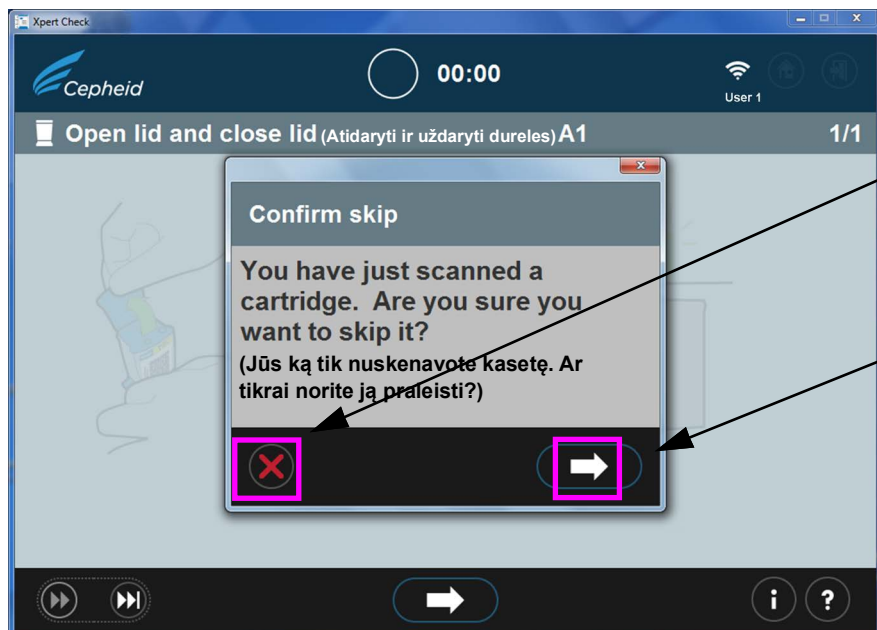 Xpert Check
Cepheid
00:00
User 1
Open lid and close lid (Atidaryti ir uždaryti dureles) A1
1/1
Confirm skip
You have just scanned a
cartridge. Are you sure you
want to skip it?
(Jūs ką tik nuskenavote kasetę. Ar
tikrai norite ją praleisti?)
i
?